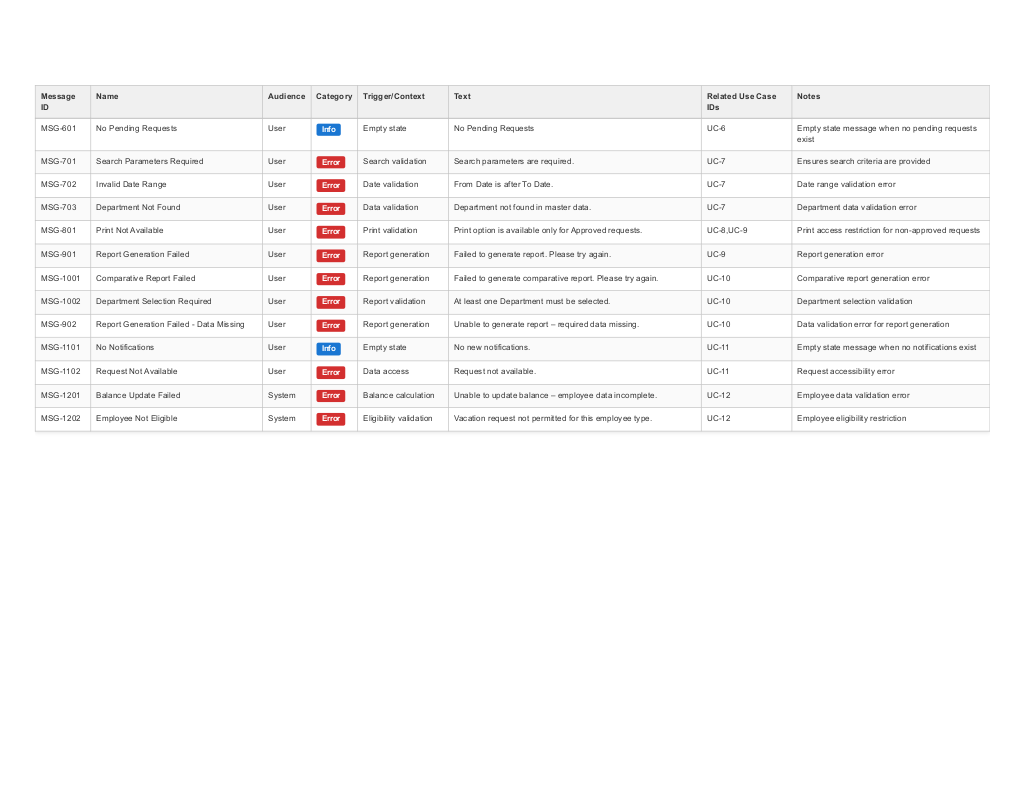 Message ID Name Audience Category Trigger/Context Text Related Use Case IDs Notes
MSG-601 No Pending Requests User Info Empty state No Pending Requests UC-6 Empty state message when no pending requests exist
MSG-701 Search Parameters Required User Error Search validation Search parameters are required. UC-7 Ensures search criteria are provided
MSG-702 Invalid Date Range User Error Date validation From Date is after To Date. UC-7 Date range validation error
MSG-703 Department Not Found User Error Data validation Department not found in master data. UC-7 Department data validation error
MSG-801 Print Not Available User Error Print validation Print option is available only for Approved requests. UC-8,UC-9 Print access restriction for non-approved requests
MSG-901 Report Generation Failed User Error Report generation Failed to generate report. Please try again. UC-9 Report generation error
MSG-1001 Comparative Report Failed User Error Report generation Failed to generate comparative report. Please try again. UC-10 Comparative report generation error
MSG-1002 Department Selection Required User Error Report validation At least one Department must be selected. UC-10 Department selection validation
MSG-902 Report Generation Failed - Data Missing User Error Report generation Unable to generate report – required data missing. UC-10 Data validation error for report generation
MSG-1101 No Notifications User Info Empty state No new notifications. UC-11 Empty state message when no notifications exist
MSG-1102 Request Not Available User Error Data access Request not available. UC-11 Request accessibility error
MSG-1201 Balance Update Failed System Error Balance calculation Unable to update balance – employee data incomplete. UC-12 Employee data validation error
MSG-1202 Employee Not Eligible System Error Eligibility validation Vacation request not permitted for this employee type. UC-12 Employee eligibility restriction